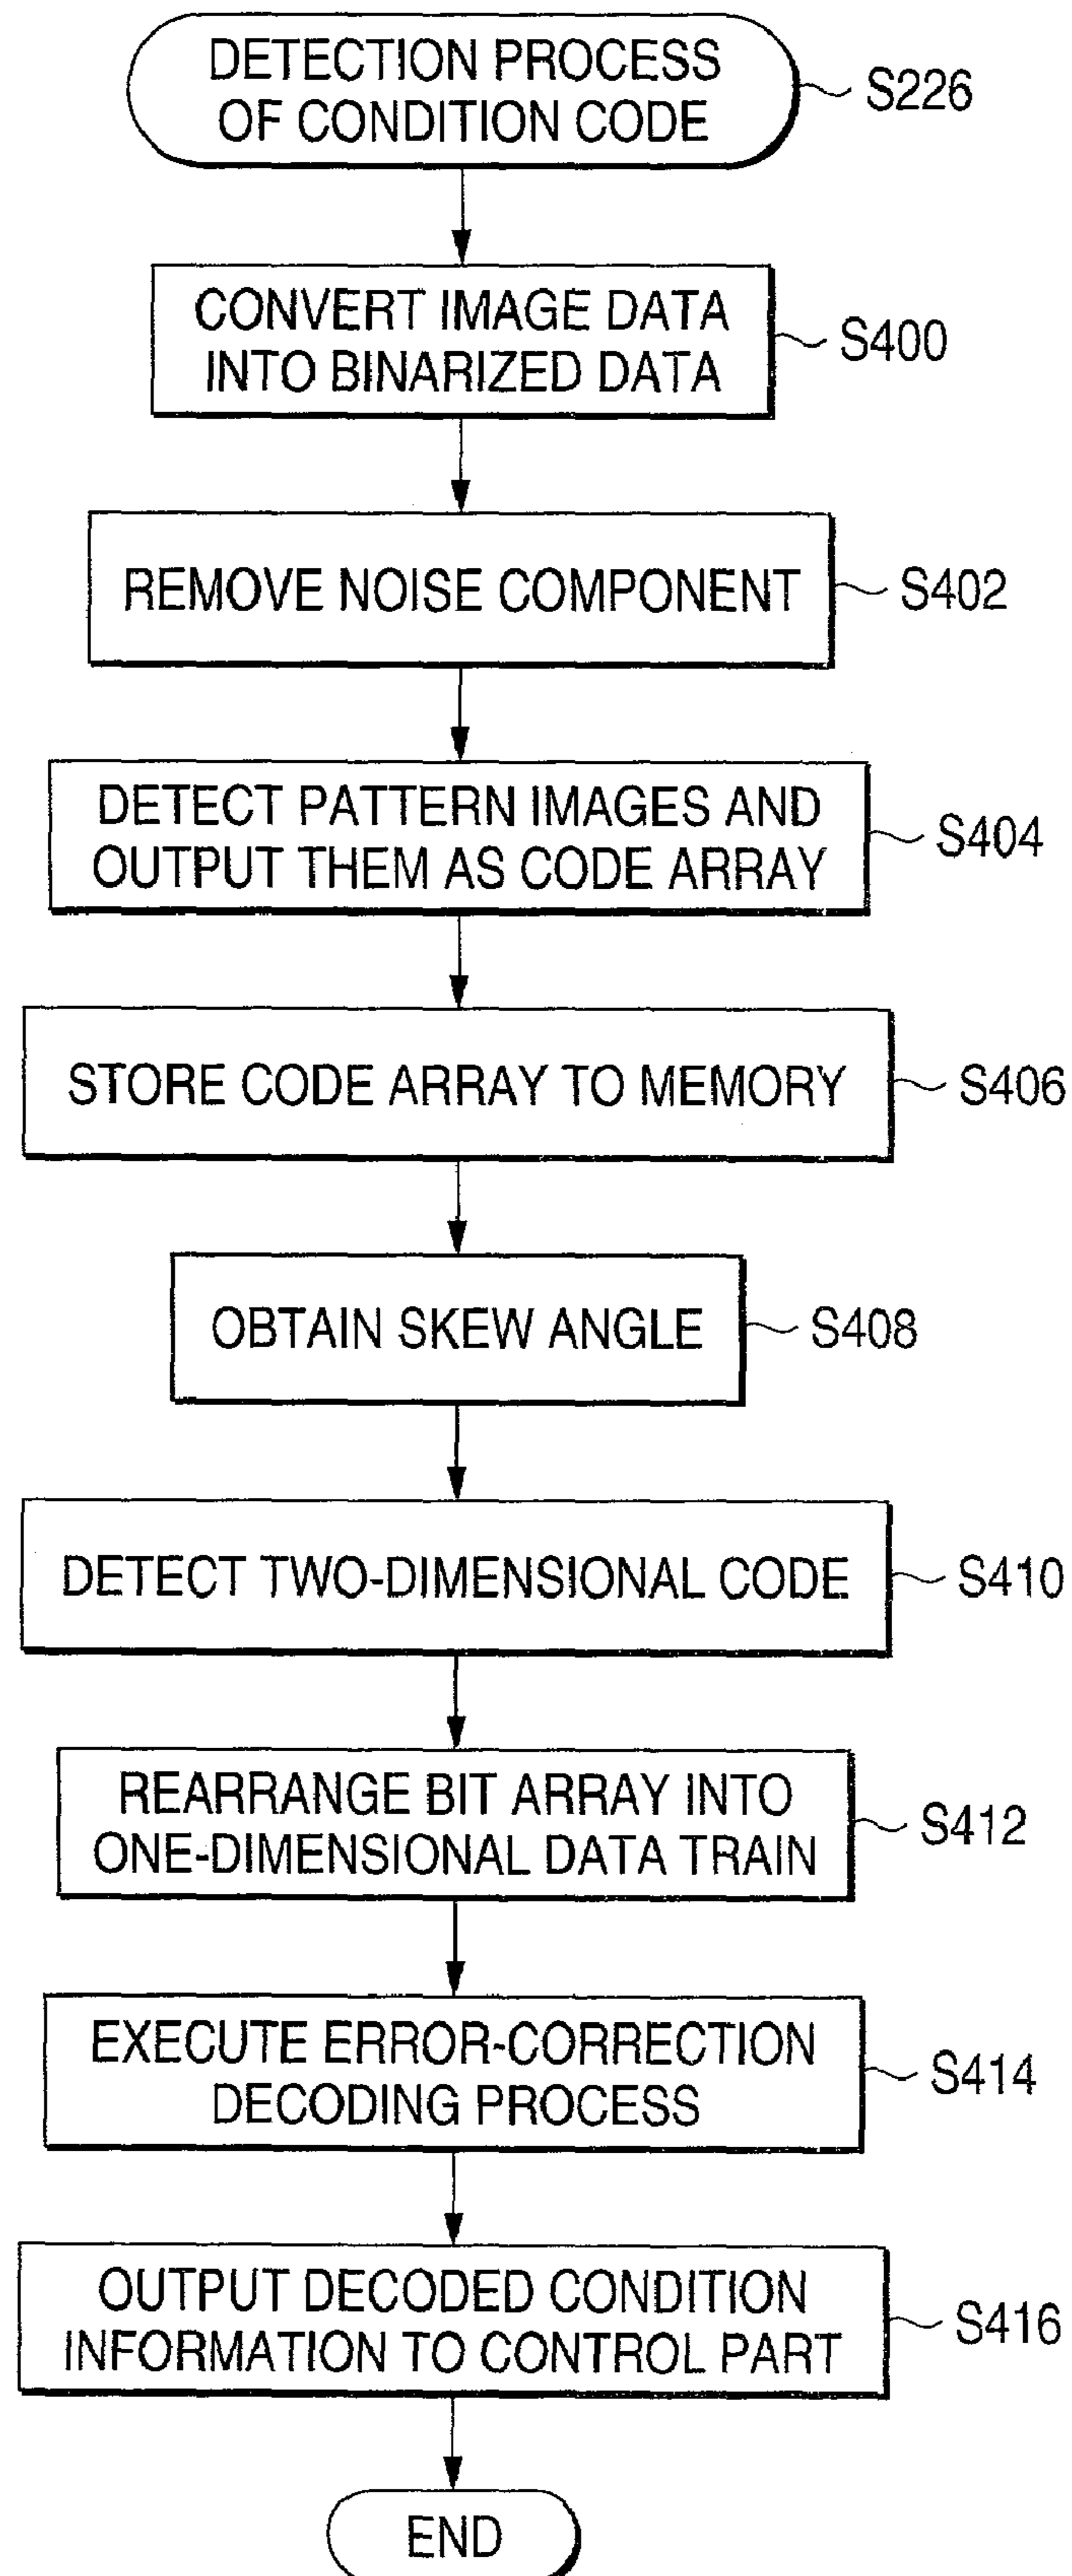 DETECTION PROCESS
OF CONDITION CODE
S226
CONVERT IMAGE DATA
INTO BINARIZED DATA
S400
REMOVE NOISE COMPONENT
S402
DETECT PATTERN IMAGES AND
OUTPUT THEM AS CODE ARRAY
S404
STORE CODE ARRAY TO MEMORY
S406
OBTAIN SKEW ANGLE
S408
DETECT TWO-DIMENSIONAL CODE
S410
REARRANGE BIT ARRAY INTO
ONE-DIMENSIONAL DATA TRAIN
S412
EXECUTE ERROR-CORRECTION
DECODING PROCESS
S414
OUTPUT DECODED CONDITION
INFORMATION TO CONTROL PART
S416
END